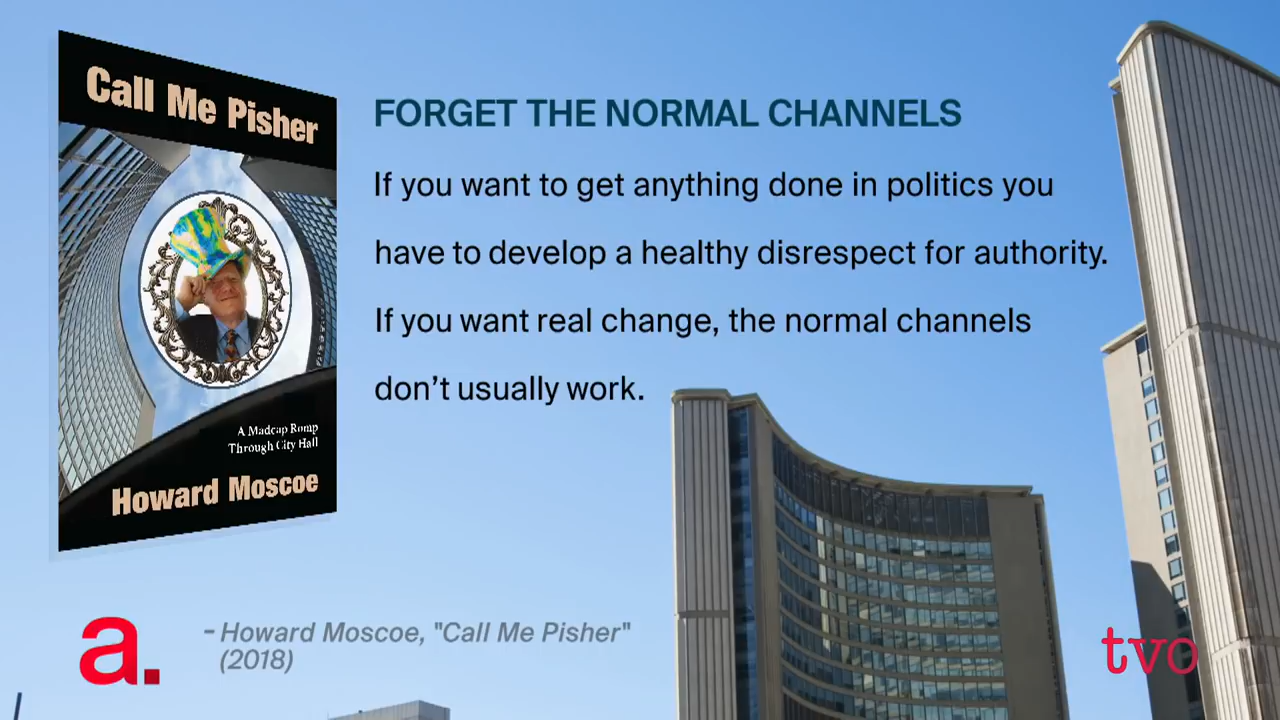 Call Me Pisher
A Madcap Romp
Through City Hall
Howard Moscoe
FORGET THE NORMAL CHANNELS
If you want to get anything done in politics you
have to develop a healthy disrespect for authority.
If you want real change, the normal channels
don't usually work.
a.
- Howard Moscoe, "Call Me Pisher"
(2018)
tvo